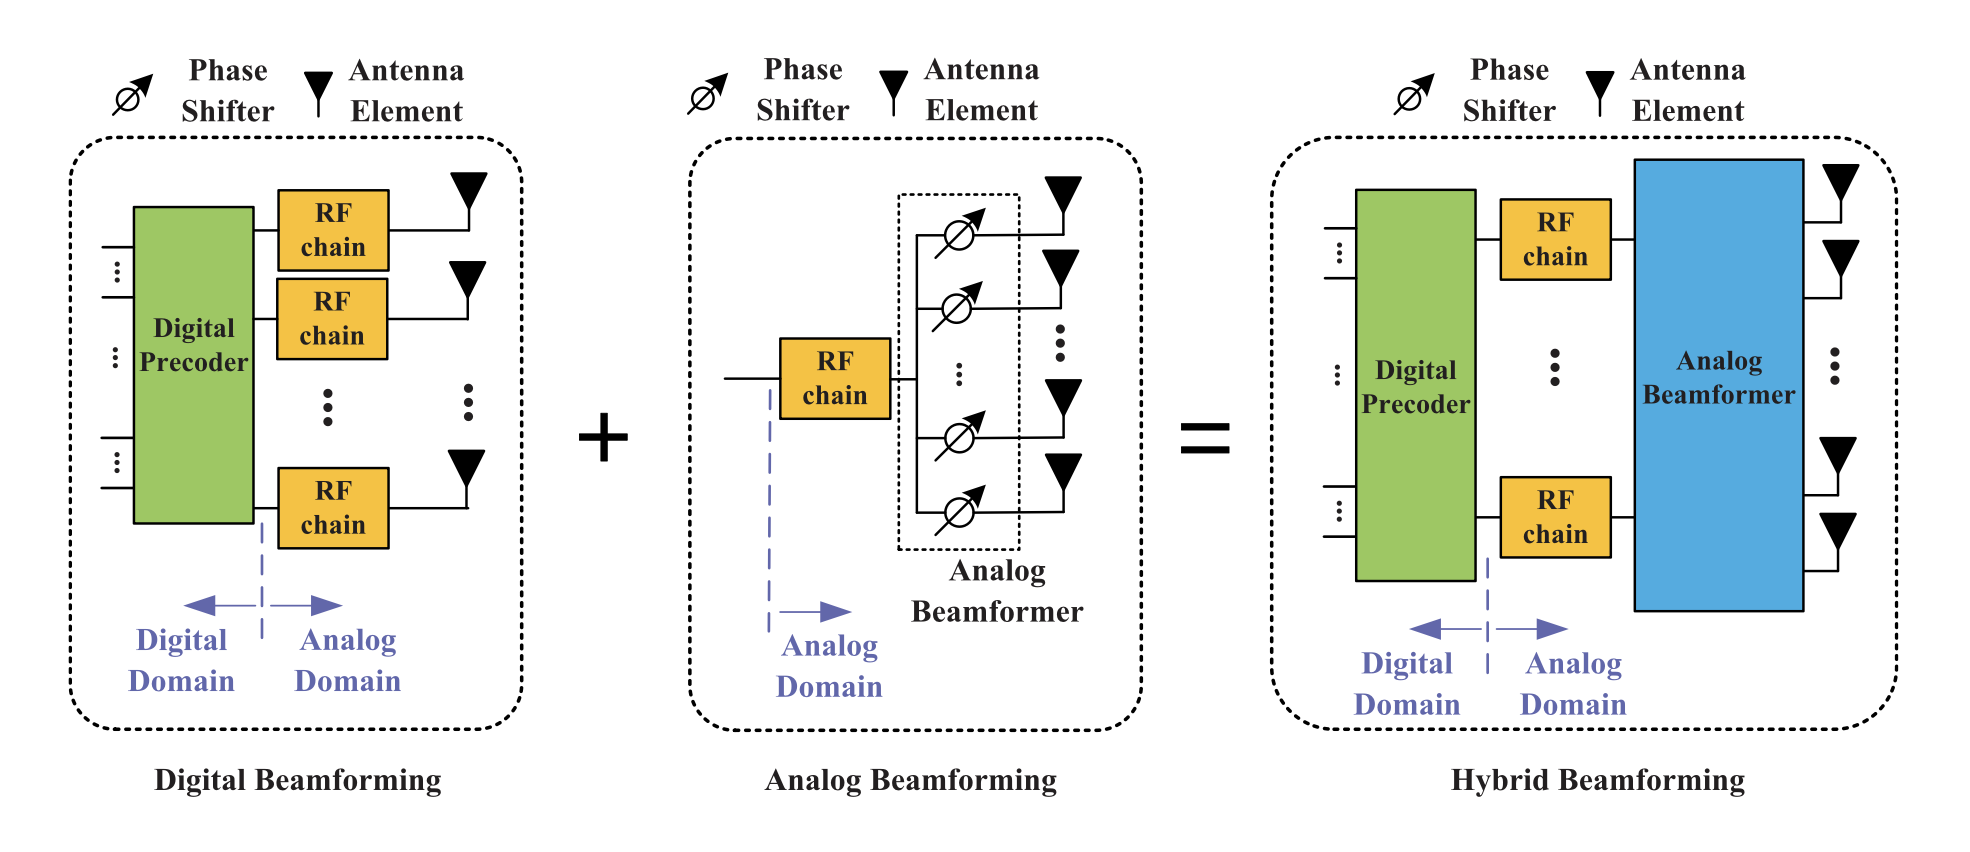 Phase
Shifter
Antenna
Element
Digital
Precoder
RF
chain
RF
chain
RF
chain
Digital
Domain
Analog
Domain
Digital Beamforming
+
Phase
Shifter
Antenna
Element
RF
chain
Analog
Beamformer
Analog
Domain
Analog Beamforming
=
Phase
Shifter
Antenna
Element
Digital
Precoder
RF
chain
RF
chain
Analog
Beamformer
Digital
Domain
Analog
Domain
Hybrid Beamforming